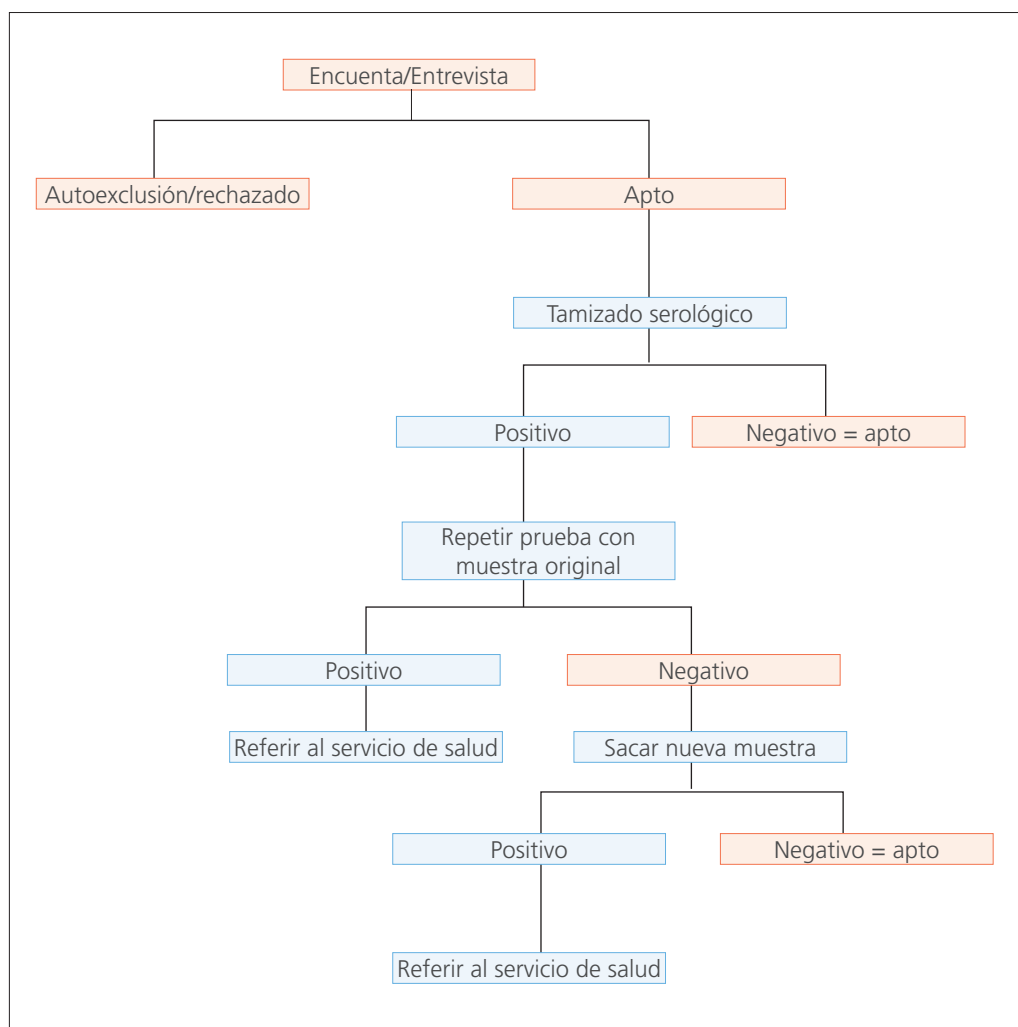 Encuenta/Entrevista
Autoexclusión/rechazado
Apto
Tamizado serológico
Positivo
Negativo = apto
Repetir prueba con
muestra original
Positivo
Negativo
Referir al servicio de salud
Sacar nueva muestra
Positivo
Negativo = apto
Referir al servicio de salud